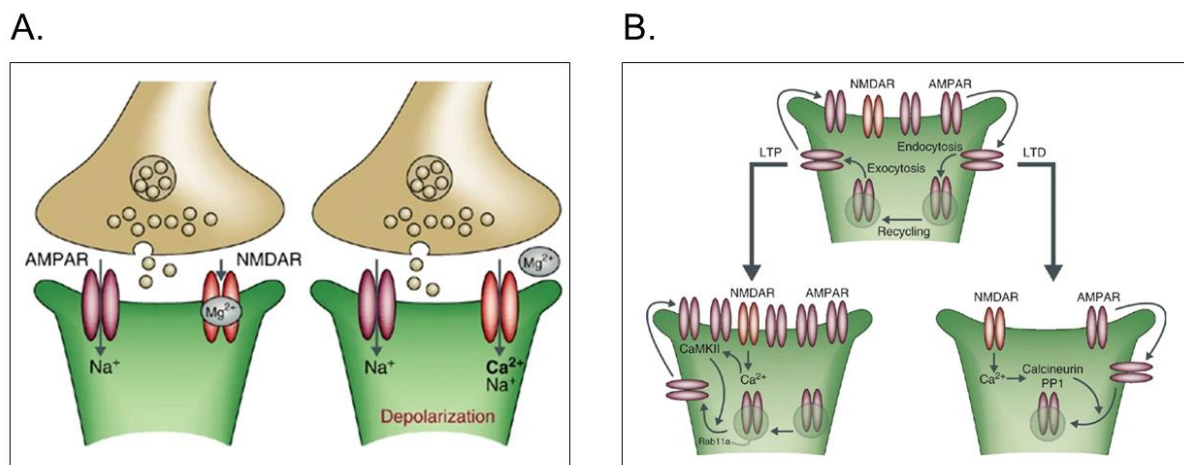 A.
AMPAR
NMDAR
Mg2+
Na+
Mg2+
Na+
Ca2+
Na+
Depolarization
B.
NMDAR AMPAR
LTP
Endocytosis
Exocytosis
LTD
Recycling
NMDAR AMPAR
CaMKII
Ca2+
Rab11a
NMDAR AMPAR
Ca2+
Calcineurin
PP1